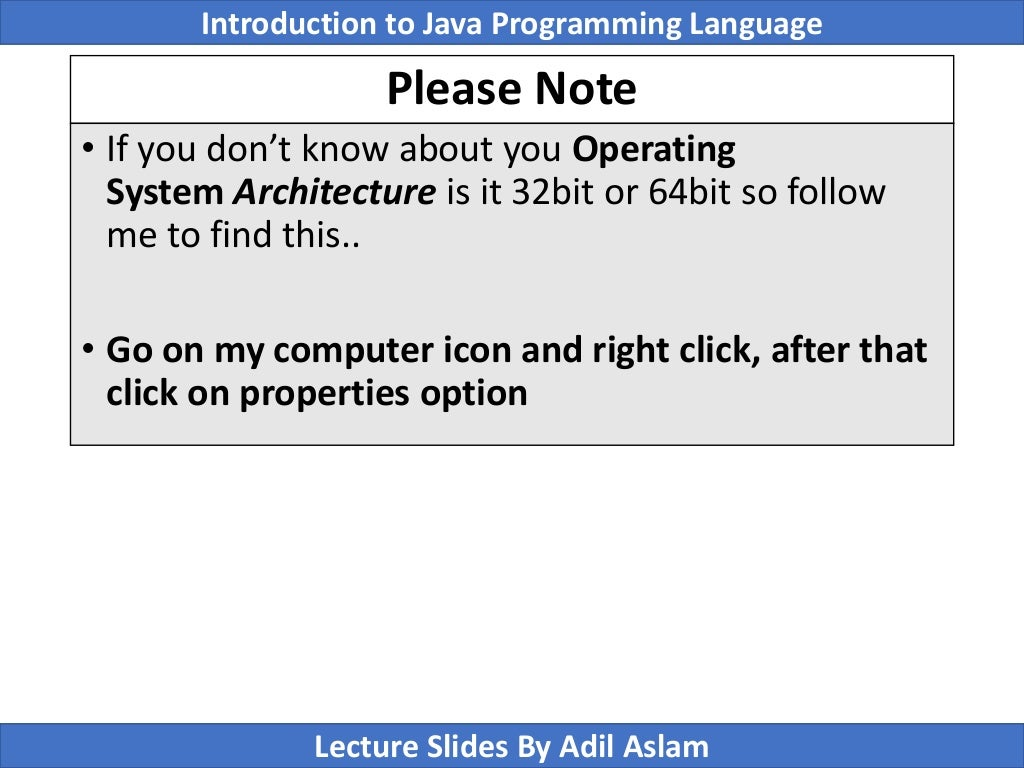 Introduction to Java Programming Language
Please Note
• If you don’t know about you Operating
System Architecture is it 32bit or 64bit so follow
me to find this..
• Go on my computer icon and right click, after that
click on properties option
Lecture Slides By Adil Aslam